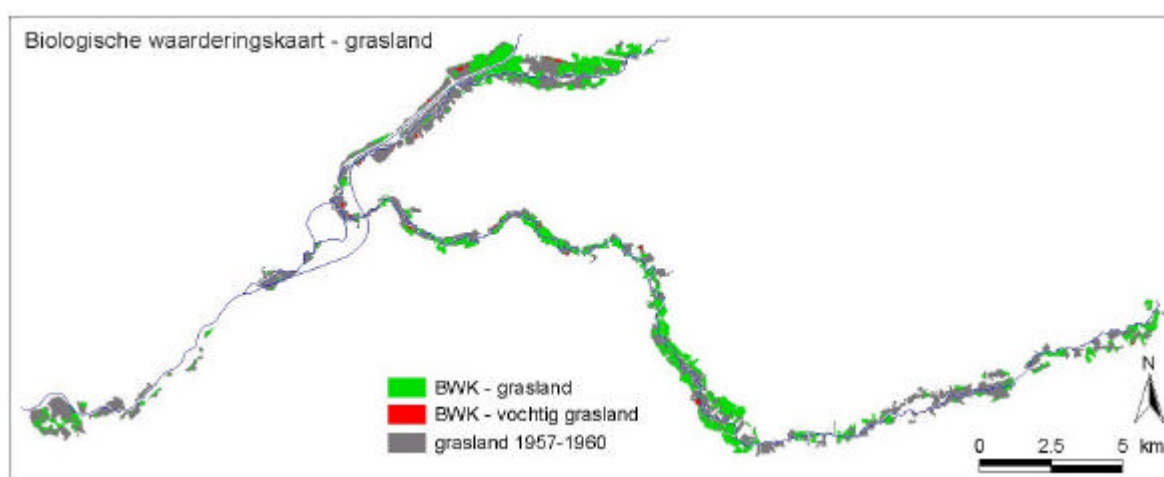 Biologische waarderingskaart - grasland
BWK - grasland
BWK - vochtig grasland
grasland 1957-1960
N
0 2.5 5 km